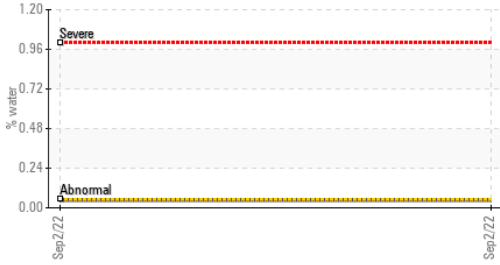 1.20
Severe
0.96
0.72
% water
0.48
0.24
Abnormal
0.00
Sep2/22
Sep2/22